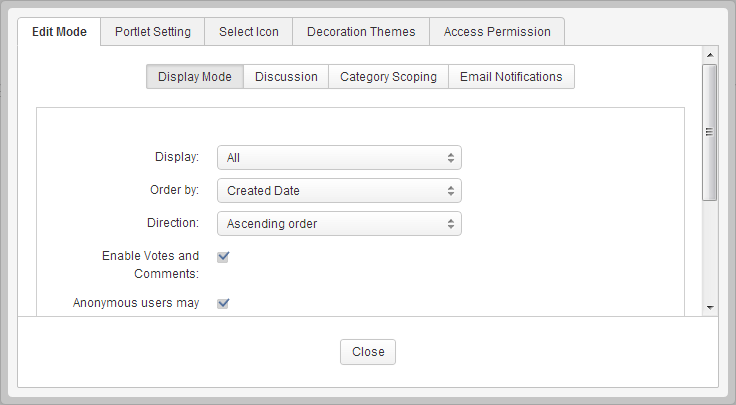 Edit Mode Portlet Setting Select Icon Decoration Themes Access Permission
Display Mode Discussion Category Scoping Email Notifications
Display: All
Order by: Created Date
Direction: Ascending order
Enable Votes and
Comments:
Anonymous users may
Close